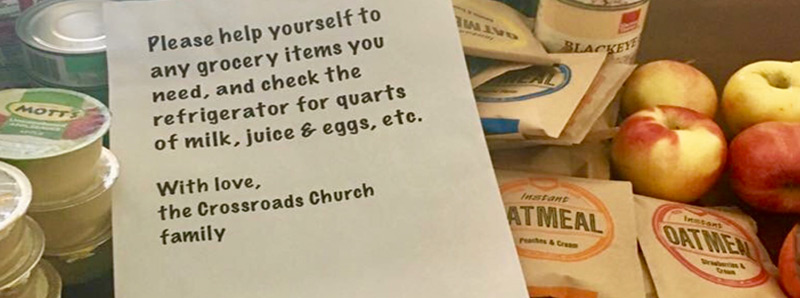 Please help yourself to
any grocery items you
need, and check the
refrigerator for quarts
of milk, juice & eggs, etc.
With love,
the Crossroads Church
family
MOTT'S
BLACKEYE
OATMEAL
Instant
OATMEAL
Peaches & Cream
Instant
OATMEAL
Strawberries &
Cream